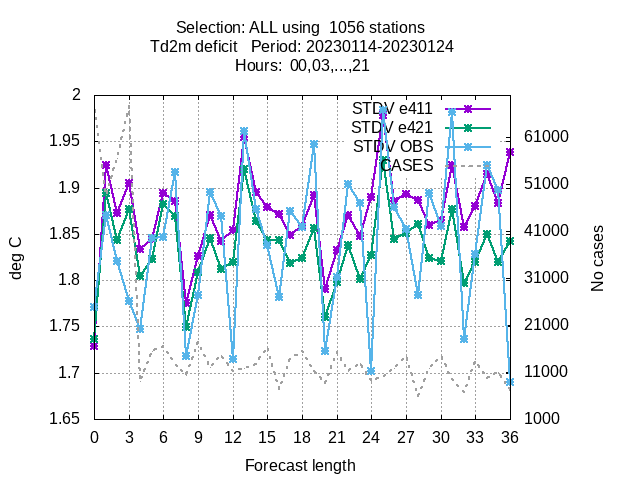 Selection: ALL using  1056 stations
Td2m deficit   Period: 20230114-20230124
Hours:  00,03,...,21
STDV e411
STDV e421
STDV OBS
CASES
2
1.95
1.9
1.85
1.8
1.75
1.7
1.65
61000
51000
41000
31000
21000
11000
1000
deg C
No cases
0 3 6 9 12 15 18 21 24 27 30 33 36
Forecast length